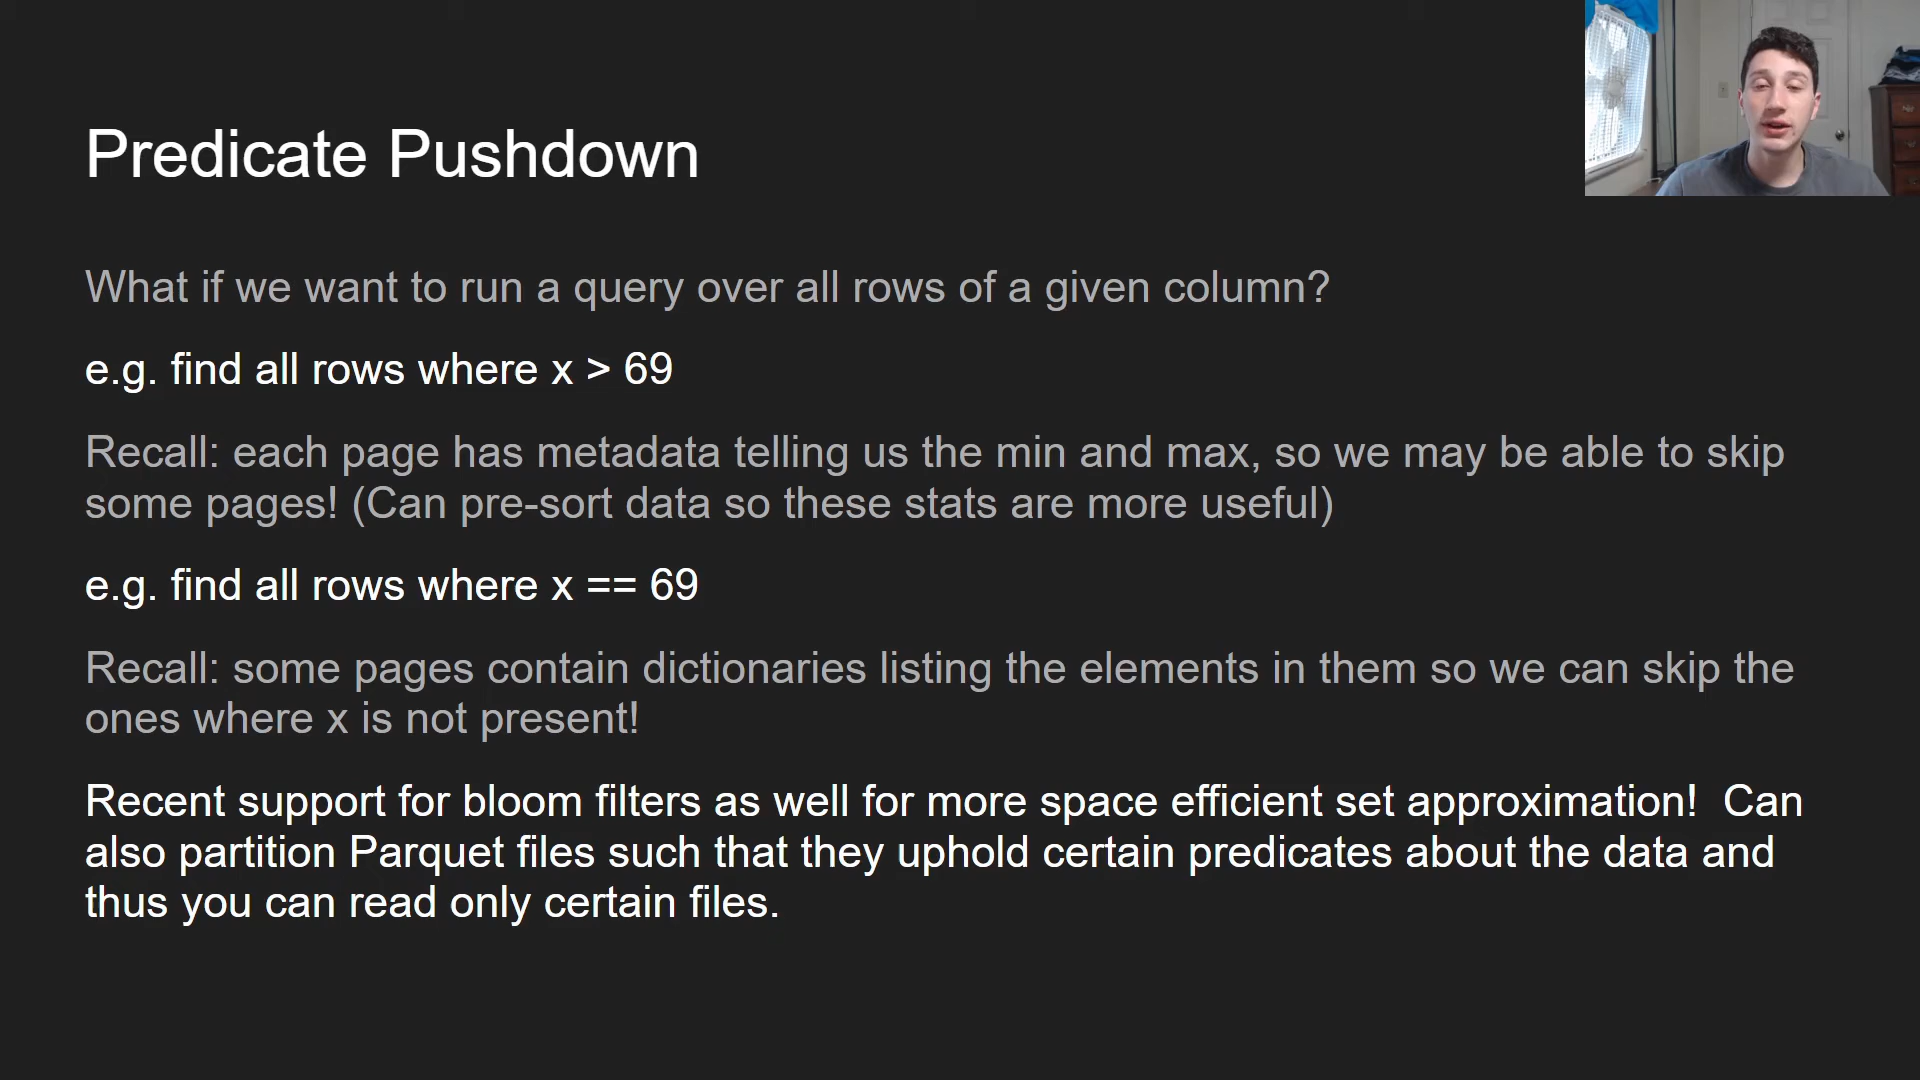 Predicate Pushdown
What if we want to run a query over all rows of a given column?
e.g. find all rows where x > 69
Recall: each page has metadata telling us the min and max, so we may be able to skip
some pages! (Can pre-sort data so these stats are more useful)
e.g. find all rows where x == 69
Recall: some pages contain dictionaries listing the elements in them so we can skip the
ones where x is not present!
Recent support for bloom filters as well for more space efficient set approximation!  Can
also partition Parquet files such that they uphold certain predicates about the data and
thus you can read only certain files.